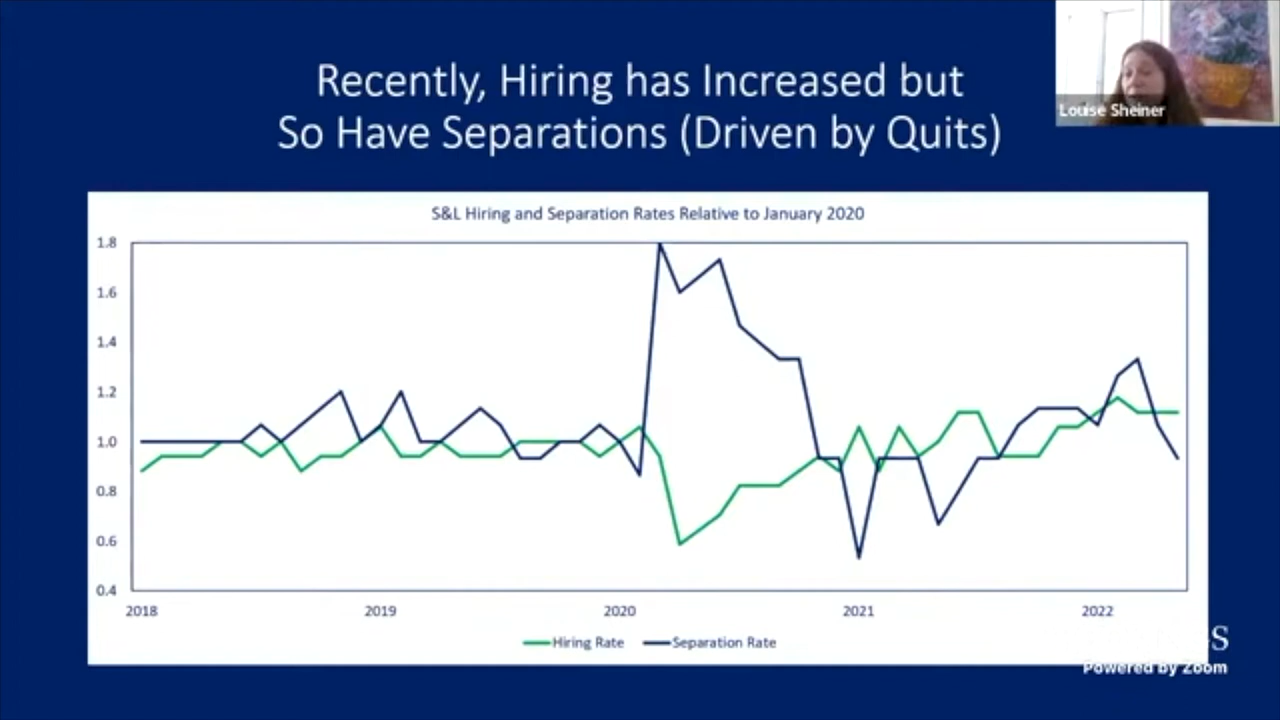 Recently, Hiring has Increased but
So Have Separations (Driven by Quits)
Louise Sheiner
S&L Hiring and Separation Rates Relative to January 2020
1.8
1.6
1.4
1.2
1.0
0.8
0.6
0.4
2018 2019 2020 2021 2022
Hiring Rate Separation Rate
S
Powered by Zoom